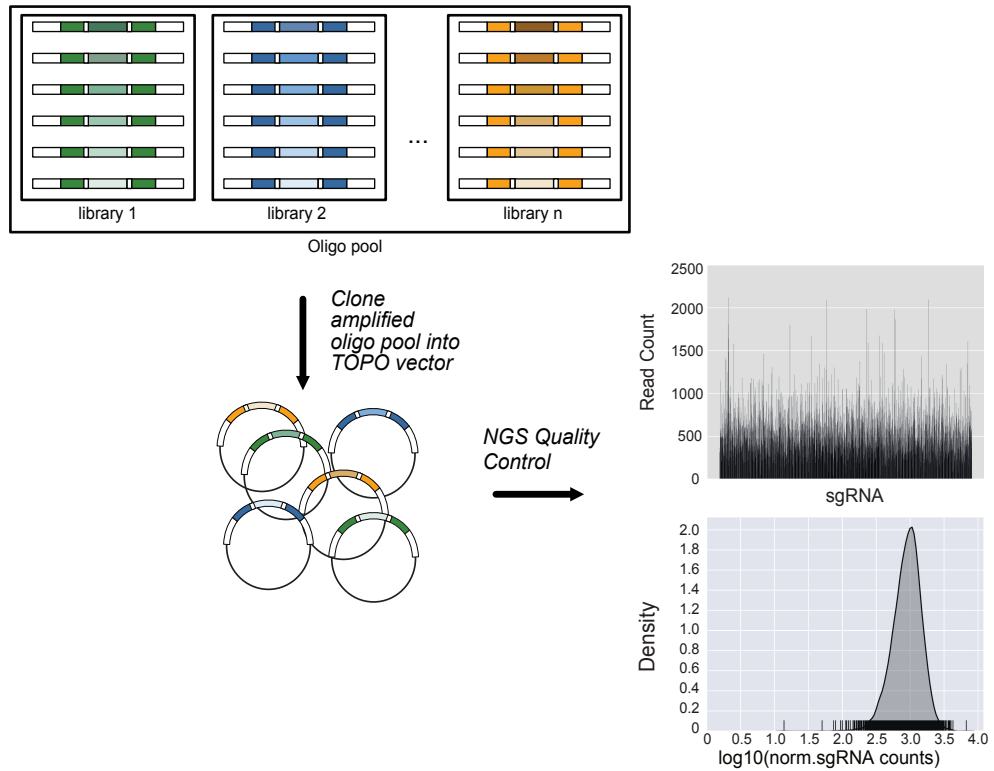 library 1
library 2
...
library n
Oligo pool
Clone
amplified
oligo pool into
TOPO vector
NGS Quality
Control
Read Count
2500
2000
1500
1000
500
0
sgRNA
Density
2.0
1.8
1.6
1.4
1.2
1.0
0.8
0.6
0.4
0.2
0
0 0.5 1.0 1.5 2.0 2.5 3.0 3.5 4.0
log10(norm.sgRNA counts)